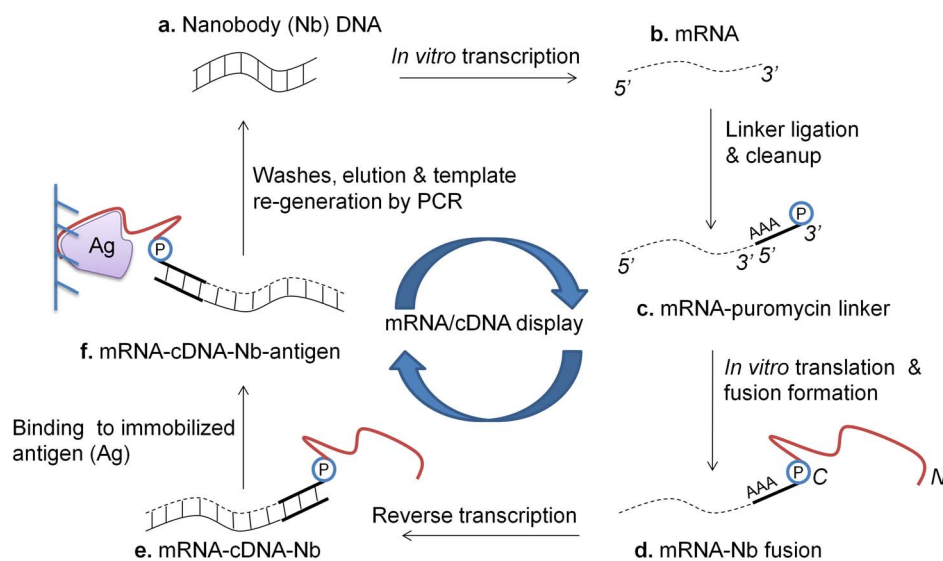 a. Nanobody (Nb) DNA
In vitro transcription
b. mRNA
5’
3’
Linker ligation
& cleanup
Washes, elution & template
re-generation by PCR
Ag
P
AAA
P
3’
5’
3’ 5’
mRNA/cDNA display
c. mRNA-puromycin linker
f. mRNA-cDNA-Nb-antigen
In vitro translation &
fusion formation
Binding to immobilized
antigen (Ag)
P
AAA
P
C
N
Reverse transcription
e. mRNA-cDNA-Nb
d. mRNA-Nb fusion